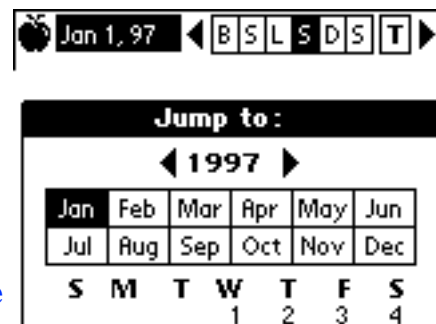 Jan 1, 97 B S L S D S T
Jump to:
1997
Jan Feb Mar Apr May Jun
Jul Aug Sep Oct Nov Dec
S M T W T F S
1 2 3 4
e